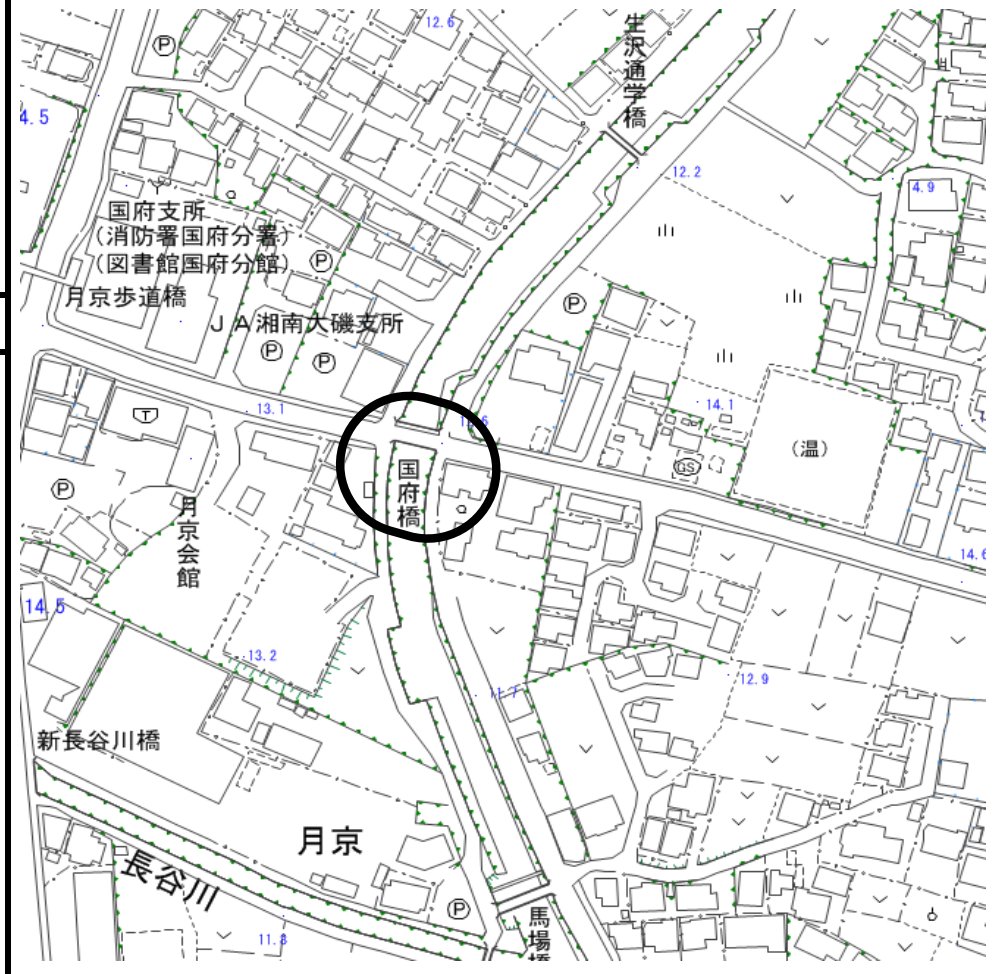 12.6
Ⓟ
生沢通学橋
4.5
12.2
4.9
国府支所
(消防署国府分署)
(図書館国府分館)
Ⓟ
月京歩道橋
Ⓟ
ＪＡ湘南大磯支所
Ⓟ
Ⓟ
13.1
T
14.1
(温)
GS
国府橋
Ⓟ
月京会館
14.6
14.5
13.2
12.9
新長谷川橋
月京
長谷川
Ⓟ
馬場橋
11.8